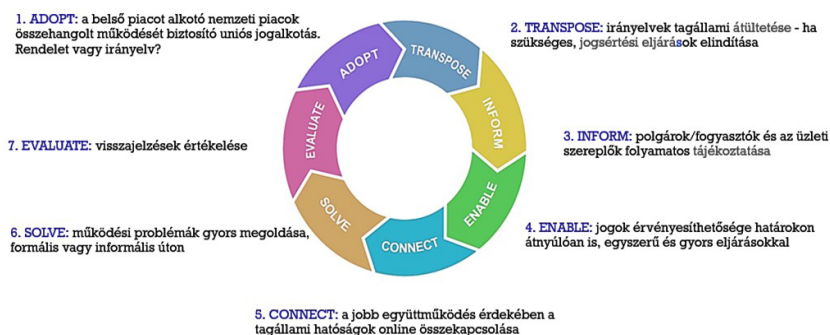 1. ADOPT: a belső piacot alkotó nemzeti piacok
összehangolt működését biztosító uniós jogalkotás.
Rendelet vagy irányelv?
2. TRANSPOSE: irányelvek tagállami átültetése - ha
szükséges, jogsértési eljárások elindítása
3. INFORM: polgárok/fogyasztók és az üzleti
szereplők folyamatos tájékoztatása
4. ENABLE: jogok érvényesíthetősége határokon
átnyúlóan is, egyszerű és gyors eljárásokkal
5. CONNECT: a jobb együttműködés érdekében a
tagállami hatóságok online összekapcsolása
6. SOLVE: működési problémák gyors megoldása,
formális vagy informális úton
7. EVALUATE: visszajelzések értékelése
ADOPT
TRANSPOSE
INFORM
ENABLE
CONNECT
SOLVE
EVALUATE